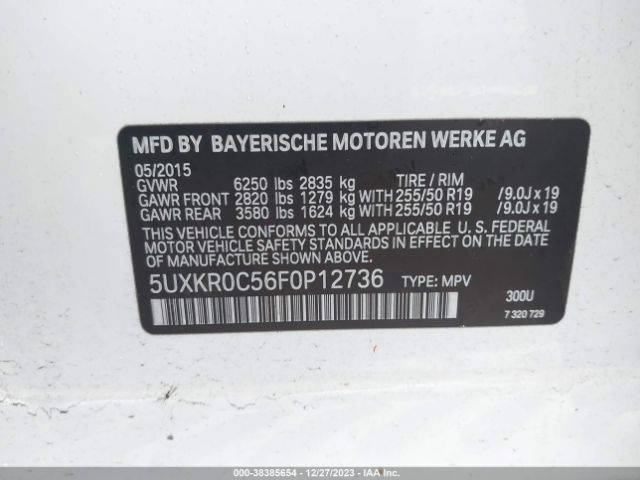 MFD BY BAYERISCHE MOTOREN WERKE AG
05/2015
GVWR 6250 lbs 2835 kg TIRE / RIM
GAWR FRONT 2820 lbs 1279 kg WITH 255/50 R19 /9.0J x 19
GAWR REAR 3580 lbs 1624 kg WITH 255/50 R19 /9.0J x 19
THIS VEHICLE CONFORMS TO ALL APPLICABLE U. S. FEDERAL
MOTOR VEHICLE SAFETY STANDARDS IN EFFECT ON THE
DATE OF MANUFACTURE SHOWN ABOVE.
5UXKR0C56F0P12736 TYPE: MPV
300U
7 320 729
000-38385654 - 12/27/2023 - IAA Inc.